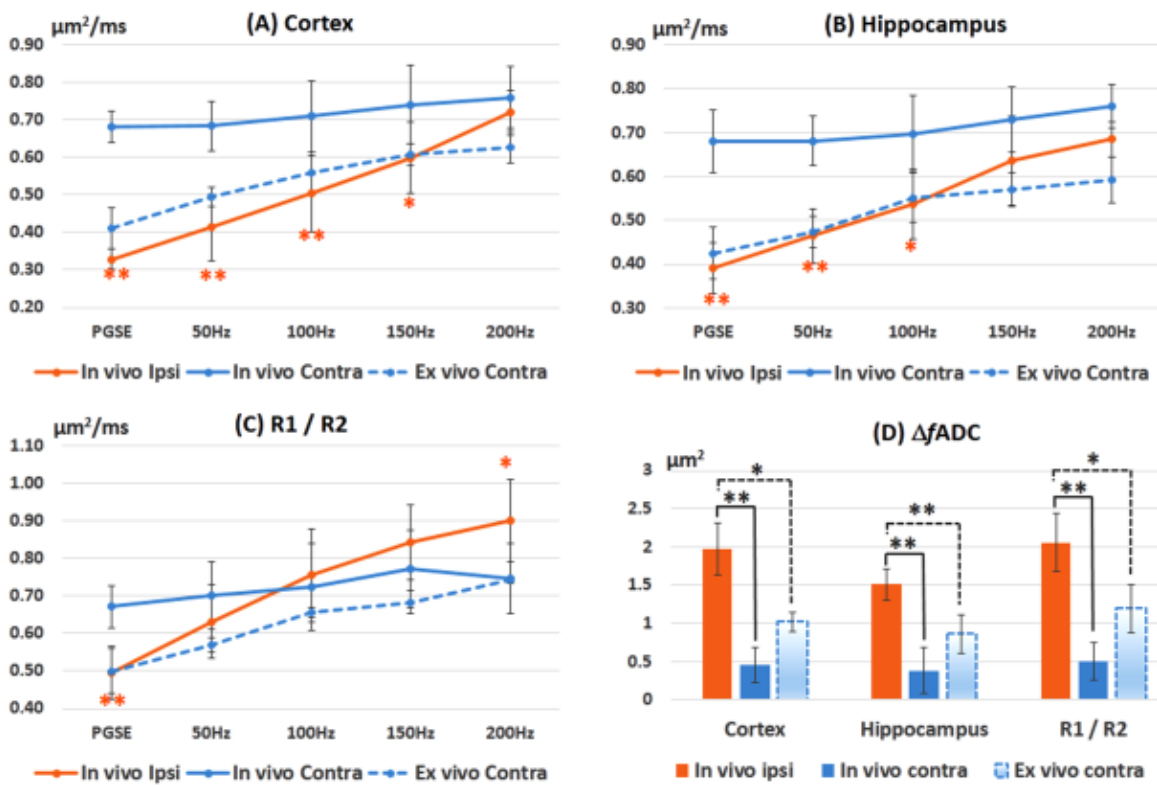 (A) Cortex
μm²/ms
0.90
0.80
0.70
0.60
0.50
0.40
0.30
0.20
**
**
**
*
PGSE 50Hz 100Hz 150Hz 200Hz
In vivo Ipsi In vivo Contra Ex vivo Contra
(B) Hippocampus
μm²/ms
0.90
0.80
0.70
0.60
0.50
0.40
0.30
**
**
*
PGSE 50Hz 100Hz 150Hz 200Hz
In vivo Ipsi In vivo Contra Ex vivo Contra
(C) R1 / R2
μm²/ms
1.10
1.00
0.90
0.80
0.70
0.60
0.50
0.40
**
*
PGSE 50Hz 100Hz 150Hz 200Hz
In vivo Ipsi In vivo Contra Ex vivo Contra
(D) ΔfADC
μm²
3
2.5
2
1.5
1
0.5
0
*
**
**
**
*
**
Cortex Hippocampus R1 / R2
In vivo ipsi In vivo contra Ex vivo contra